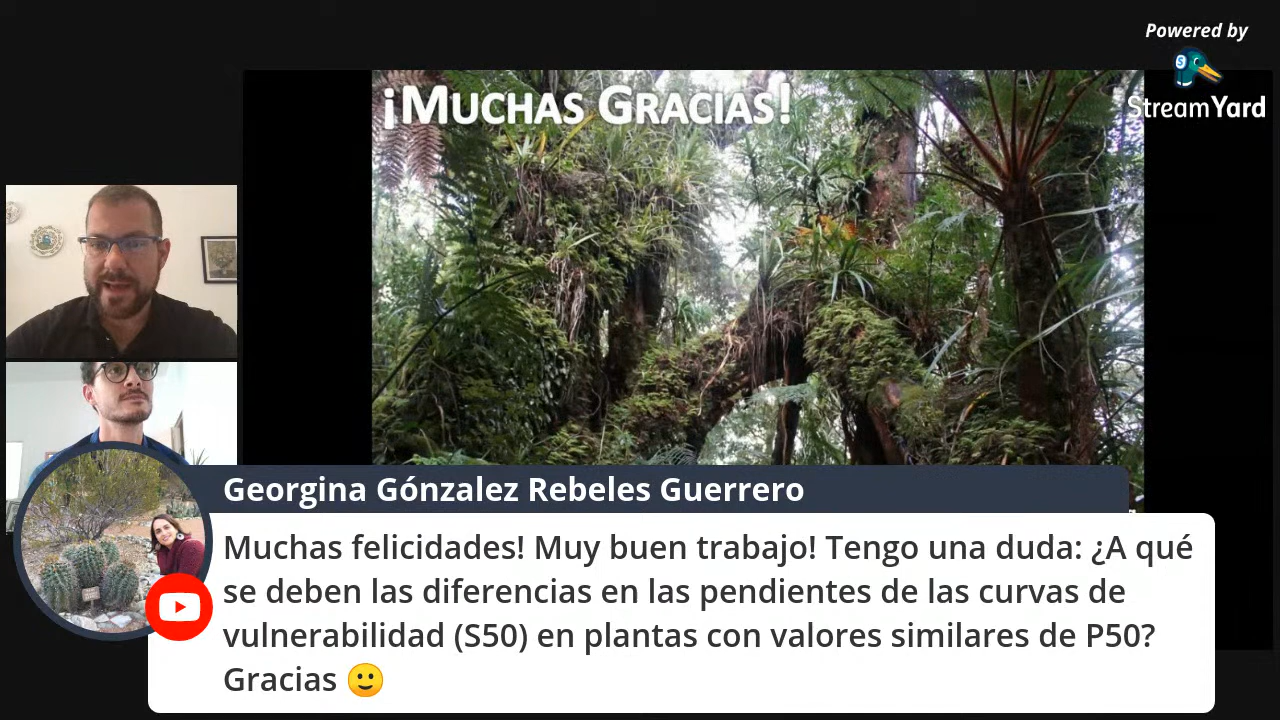 Powered by
StreamYard
¡MUCHAS GRACIAS!
Georgina Gónzalez Rebeles Guerrero
Muchas felicidades! Muy buen trabajo! Tengo una duda: ¿A qué
se deben las diferencias en las pendientes de las curvas de
vulnerabilidad (S50) en plantas con valores similares de P50?
Gracias 🙂